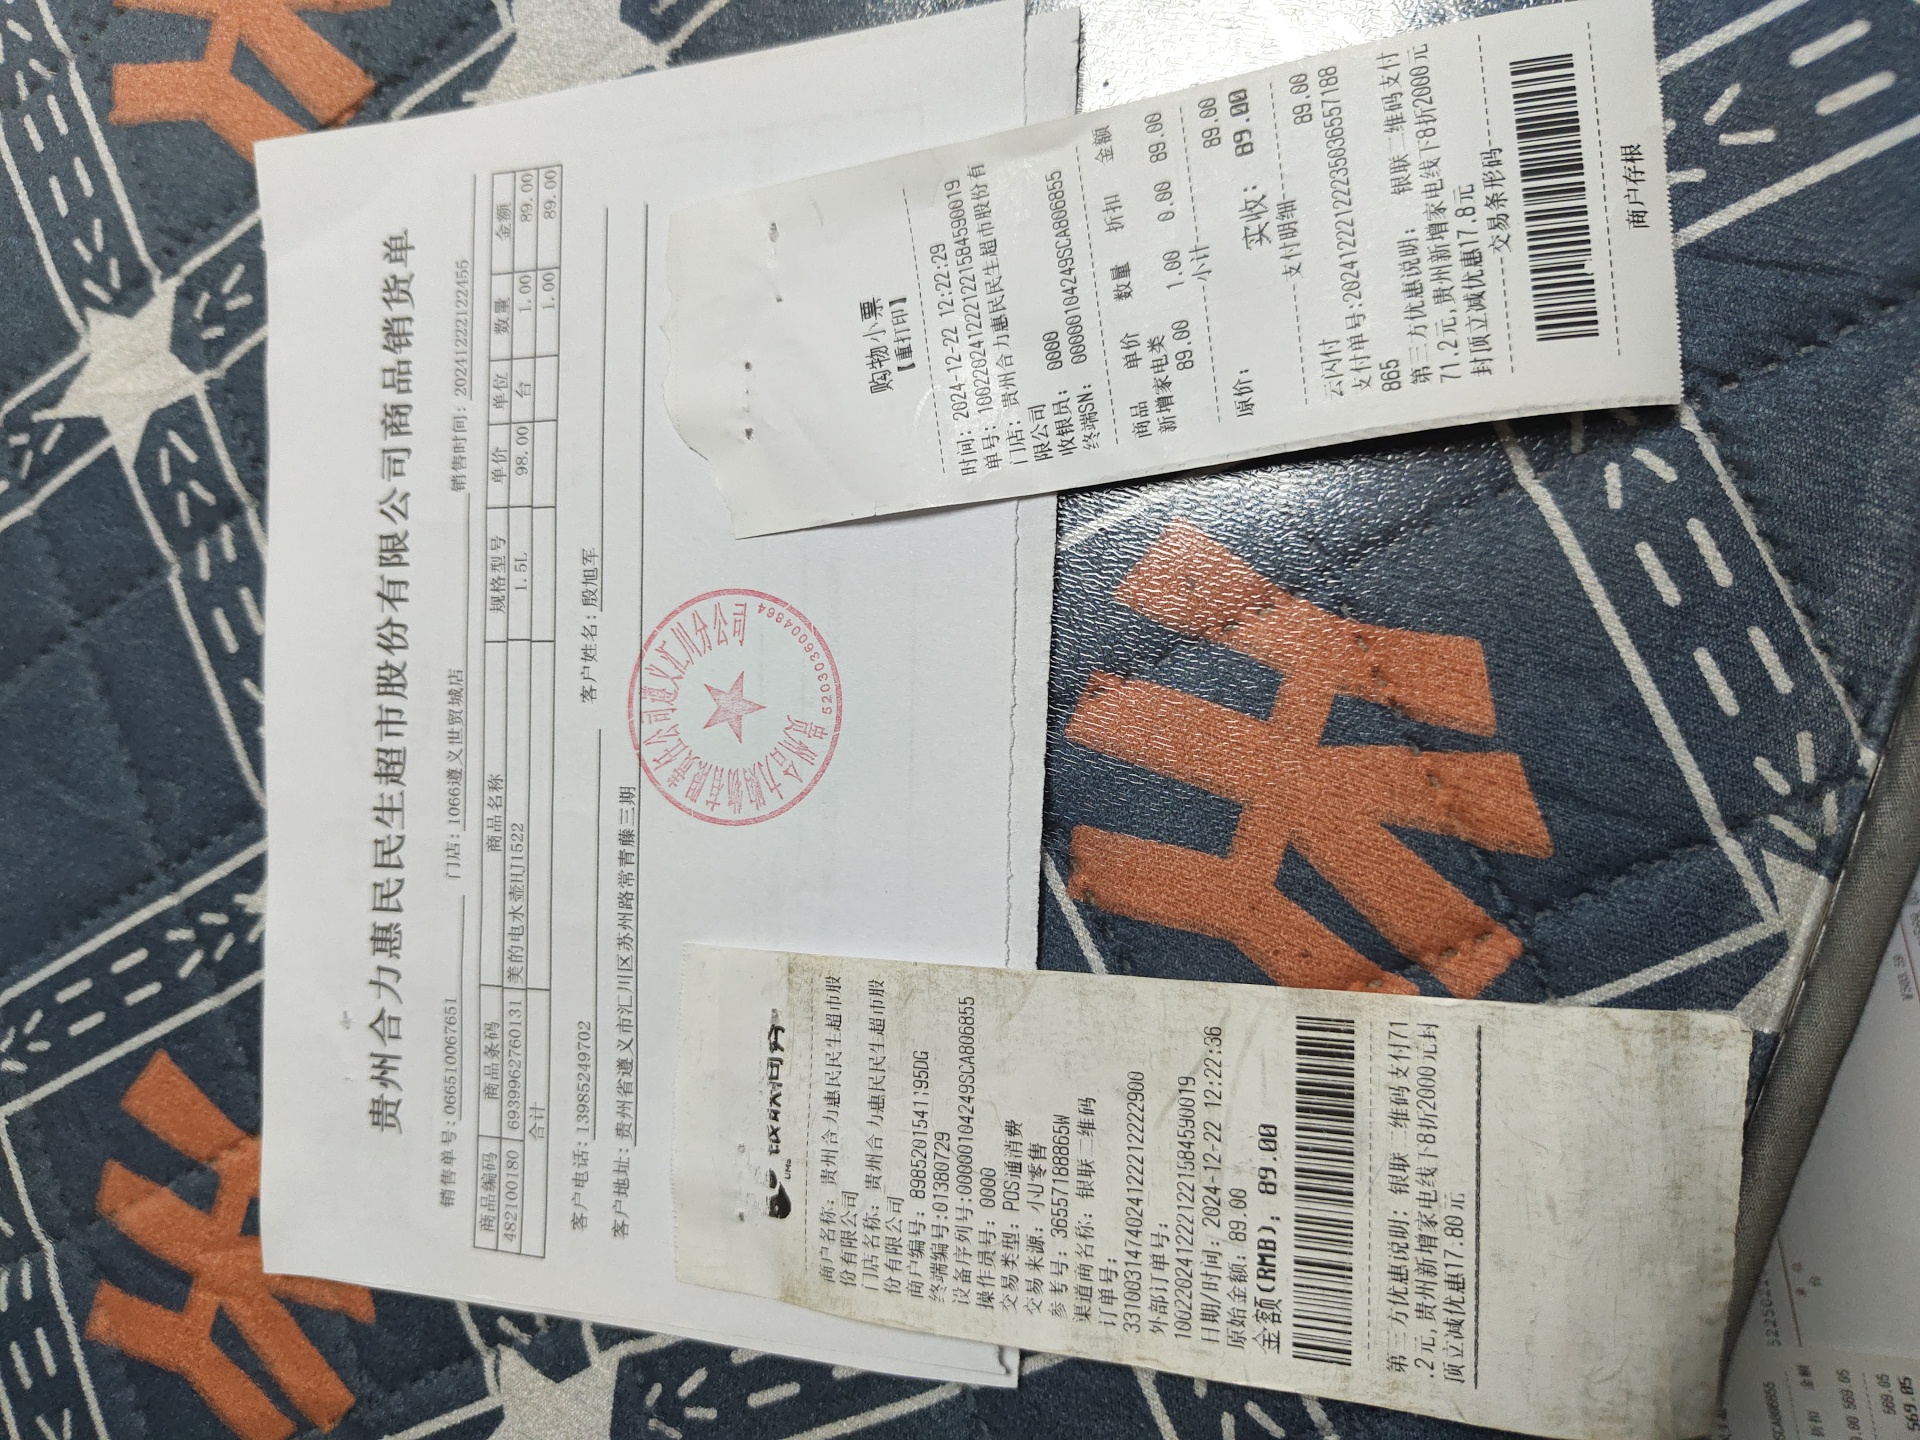 贵州合力惠民民生超市股份有限公司商品销货单
销售单号:066510067651 门店:1066遵义世贸城店 销售时间:20241222122455
商品编码 商品条码 商品名称 规格型号 单价 单位 数量 金额
482100180 6939962760131 美的电水壶HJ1522 1.5L 98.00 台 1.00 89.00
合计 1.00 89.00
客户电话:13985249702 客户姓名:殷旭军
客户地址:贵州省遵义市汇川区苏州路常青藤三期
5203036004864
商户名称: 贵州合力惠民民生超市股
份有限公司
门店名称: 贵州合力惠民民生超市股
份有限公司
商户编号: 8985201541195DG
终端编号:01380729
设备序列号:00000104249SCA806855
操作员号: 0000
交易类型: POS通消费
交易来源: 小U零售
参考号: 36557188865W
渠道商名称: 银联二维码
订单号:
33100314740241222121222900
外部订单号:
10022024122212215845900​19
日期/时间: 2024-12-22 12:22:36
原始金额: 89.00
金额(RMB): 89.00
第三方优惠说明: 银联二维码支付71
.2元,贵州新增家电线下8折2000元封
顶立减优惠17.80元
购物小票
【重打印】
时间: 2024-12-22 12:22:29
单号: 1002202412221221584590019
门店: 贵州合力惠民民生超市股份有
限公司
收银员: 0000
终端SN: 00000104249SCA806855
商品 单价 数量 折扣 金额
新增家电类
89.00 1.00 0.00 89.00
小计
原价: 89.00
实收: 89.00
支付明细
云闪付 89.00
支付单号:2024122212212223503655718​8
865
第三方优惠说明: 银联二维码支付
71.2元,贵州新增家电线下8折2000元
封顶立减优惠17.8元
交易条形码
商户存根
折扣 金额
569.05
569.05